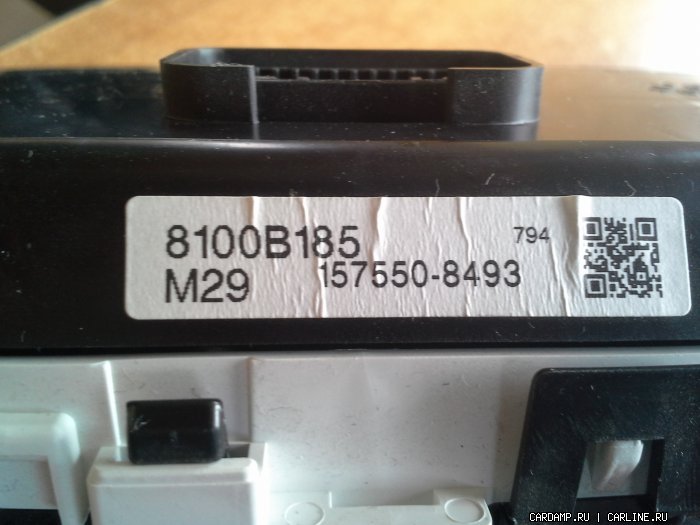 8100B185
794
M29
157550-8493
CARDAMP.RU | CARLINE.RU